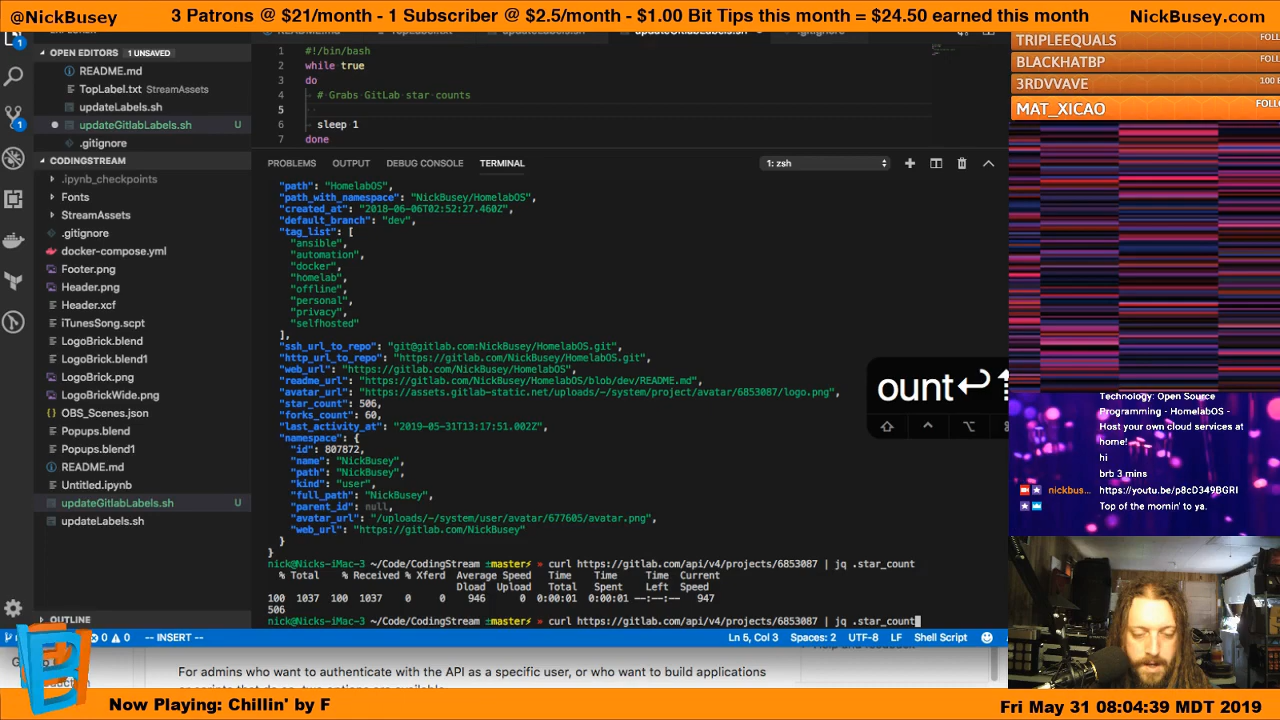 @NickBusey
3 Patrons @ $21/month - 1 Subscriber @ $2.5/month - $1.00 Bit Tips this month = $24.50 earned this month
NickBusey.com
OPEN EDITORS 1 UNSAVED
README.md
TopLabel.txt StreamAssets
updateLabels.sh
updateGitlabLabels.sh U
.gitignore
CODINGSTREAM
.ipynb_checkpoints
Fonts
StreamAssets
.gitignore
docker-compose.yml
Footer.png
Header.png
Header.xcf
iTunesSong.scpt
LogoBrick.blend
LogoBrick.blend1
LogoBrick.png
LogoBrickWide.png
OBS_Scenes.json
Popups.blend
Popups.blend1
README.md
Untitled.ipynb
updateGitlabLabels.sh U
updateLabels.sh
OUTLINE
1 #!/bin/bash
2 while true
3 do
4 # Grabs GitLab star counts
5
6 sleep 1
7 done
PROBLEMS OUTPUT DEBUG CONSOLE TERMINAL 1: zsh
"path": "HomelabOS",
"path_with_namespace": "NickBusey/HomelabOS",
"created_at": "2018-06-06T02:52:27.460Z",
"default_branch": "dev",
"tag_list": [
"ansible",
"automation",
"docker",
"homelab",
"offline",
"personal",
"privacy",
"selfhosted"
],
"ssh_url_to_repo": "git@gitlab.com:NickBusey/HomelabOS.git",
"http_url_to_repo": "https://gitlab.com/NickBusey/HomelabOS.git",
"web_url": "https://gitlab.com/NickBusey/HomelabOS",
"readme_url": "https://gitlab.com/NickBusey/HomelabOS/blob/dev/README.md",
"avatar_url": "https://assets.gitlab-static.net/uploads/-/system/project/avatar/6853087/logo.png",
"star_count": 506,
"forks_count": 60,
"last_activity_at": "2019-05-31T13:17:51.002Z",
"namespace": {
"id": 807872,
"name": "NickBusey",
"path": "NickBusey",
"kind": "user",
"full_path": "NickBusey",
"parent_id": null,
"avatar_url": "/uploads/-/system/user/avatar/677605/avatar.png",
"web_url": "https://gitlab.com/NickBusey"
}
}
nick@Nicks-iMac-3 ~/Code/CodingStream ±master⚡ » curl https://gitlab.com/api/v4/projects/6853087 | jq .star_count
% Total % Received % Xferd Average Speed Time Time Time Current
Dload Upload Total Spent Left Speed
100 1037 100 1037 0 0 946 0 0:00:01 0:00:01 --:--:-- 947
506
nick@Nicks-iMac-3 ~/Code/CodingStream ±master⚡ » curl https://gitlab.com/api/v4/projects/6853087 | jq .star_count
0 0 -- INSERT -- Ln 5, Col 3 Spaces: 2 UTF-8 LF Shell Script
For admins who want to authenticate with the API as a specific user, or who want to build applications
ount
TRIPLEEQUALS
BLACKHATBP
3RDVVAVE
MAT_XICAO
Technology: Open Source
Programming - HomelabOS -
Host your own cloud services at
home!
hi
brb 3 mins
nickbus... https://youtu.be/p8cD349BGRI
Top of the mornin' to ya.
Now Playing: Chillin' by F
Fri May 31 08:04:39 MDT 2019